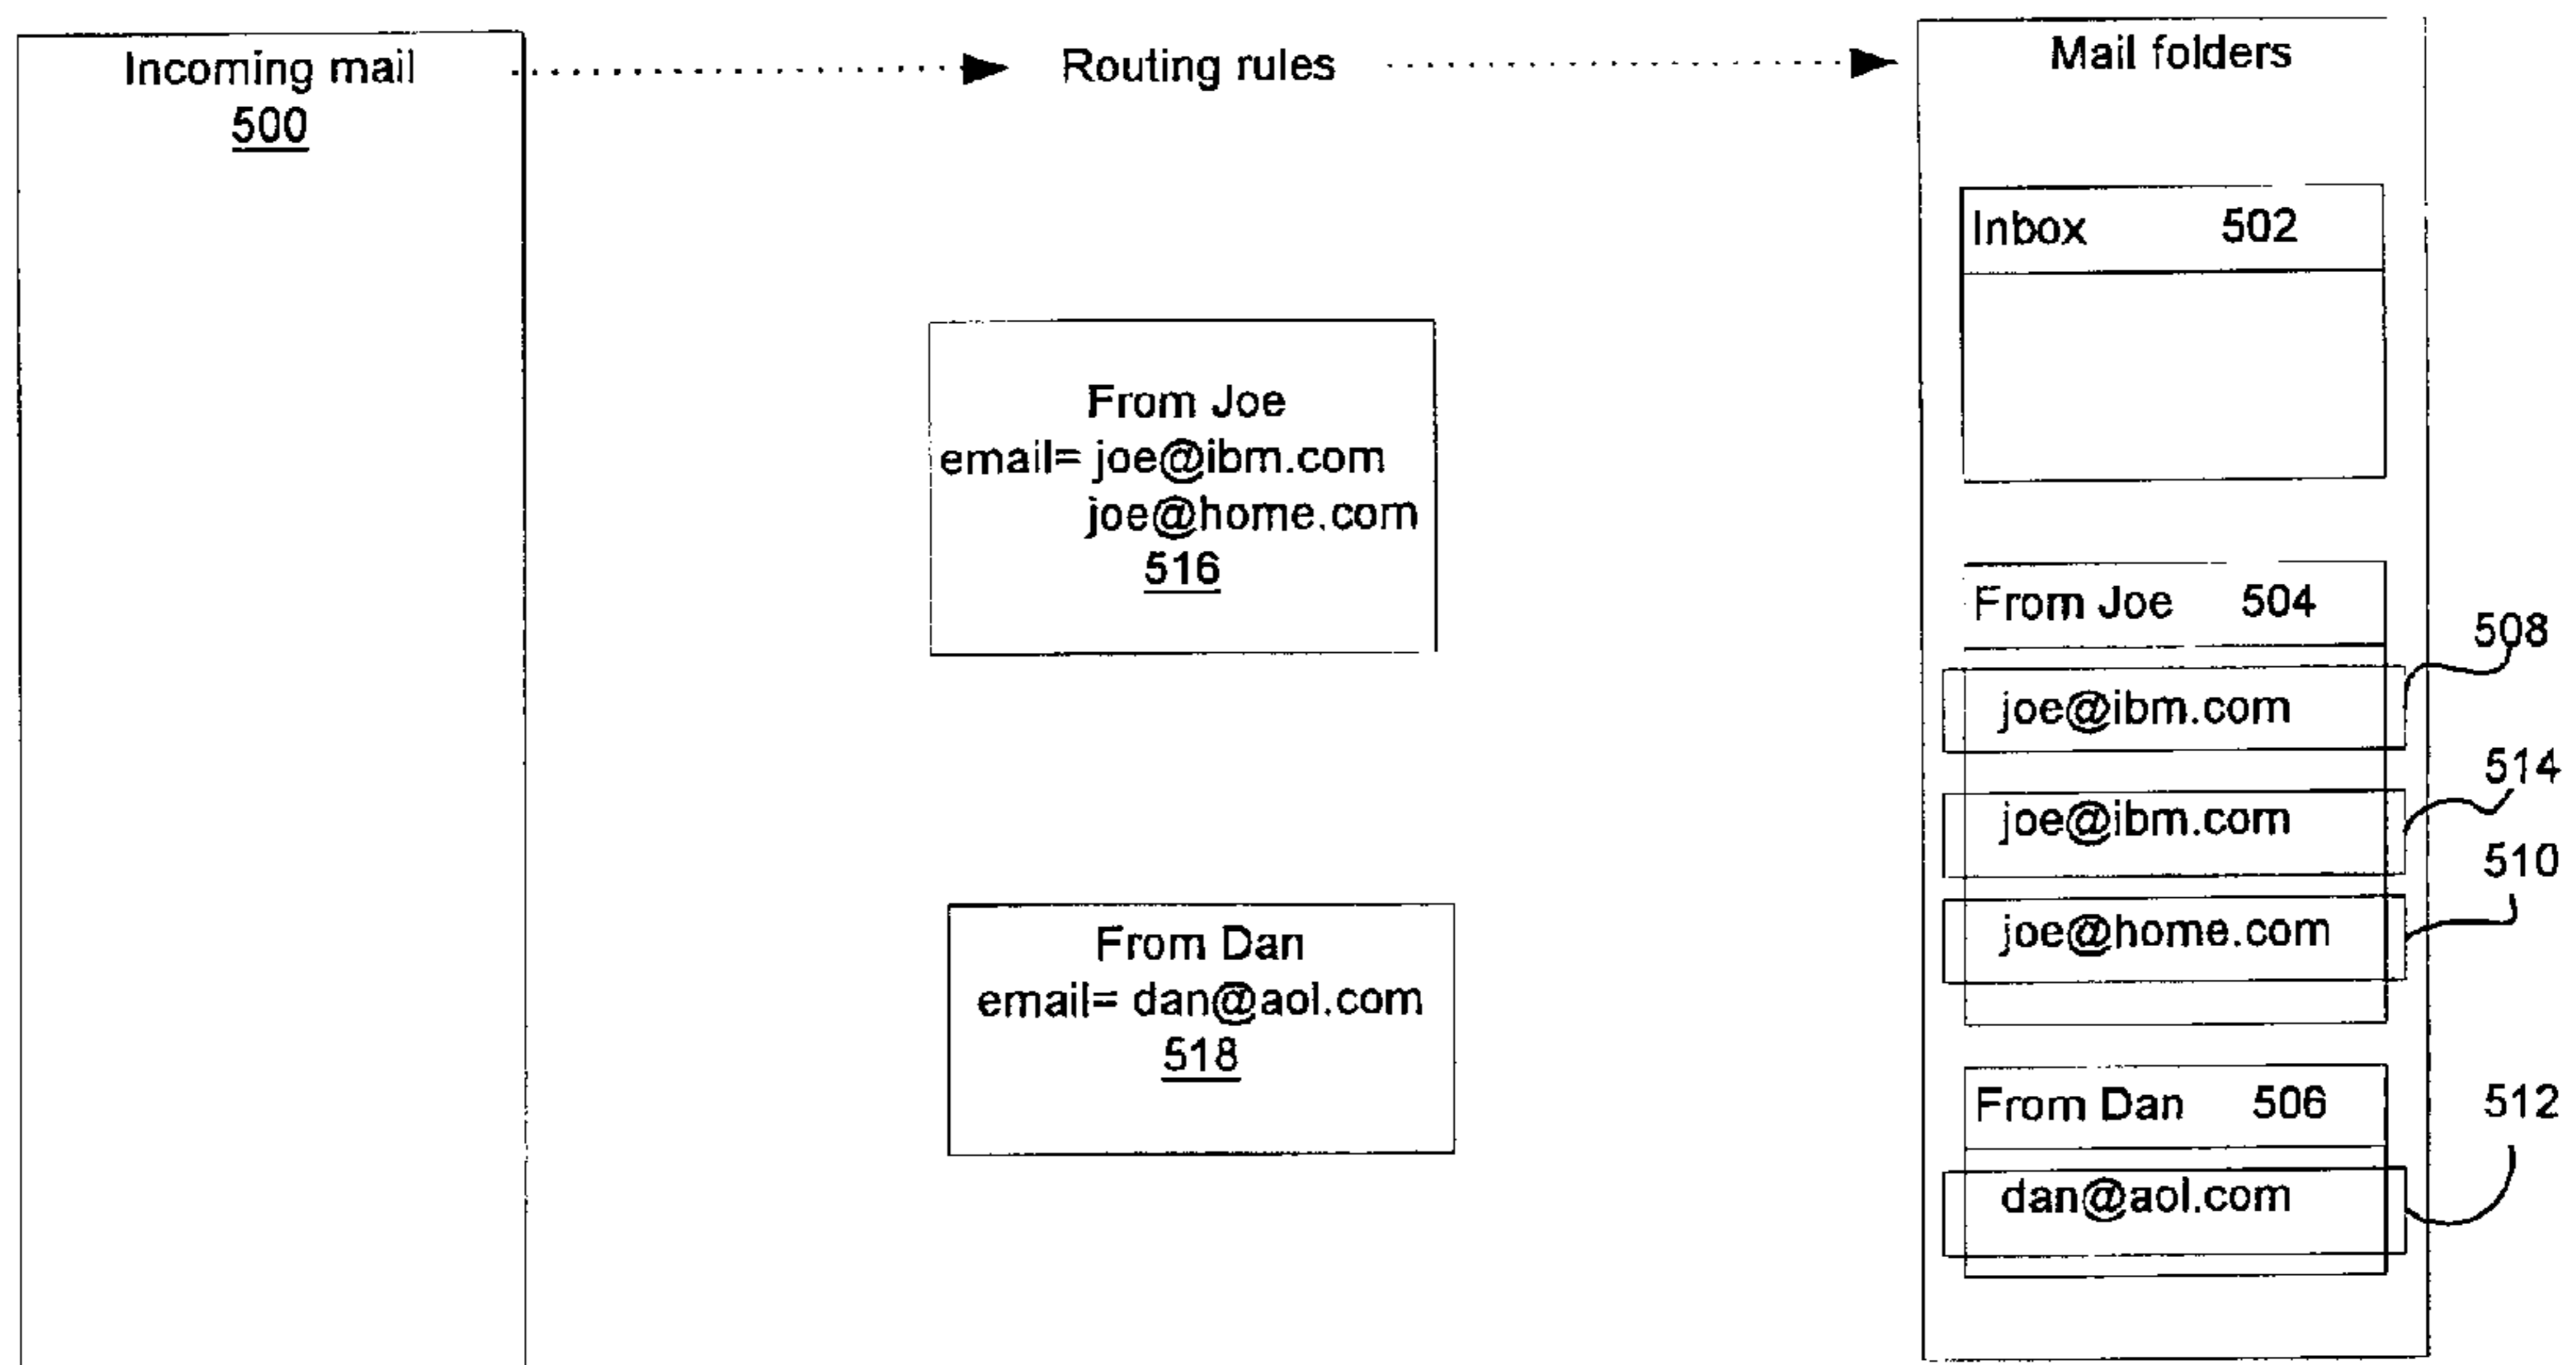 Incoming mail
500
Routing rules
Mail folders
Inbox 502
From Joe
email= joe@ibm.com
joe@home.com
516
From Joe 504
508
joe@ibm.com
514
joe@ibm.com
510
joe@home.com
From Dan
email= dan@aol.com
518
From Dan 506
512
dan@aol.com